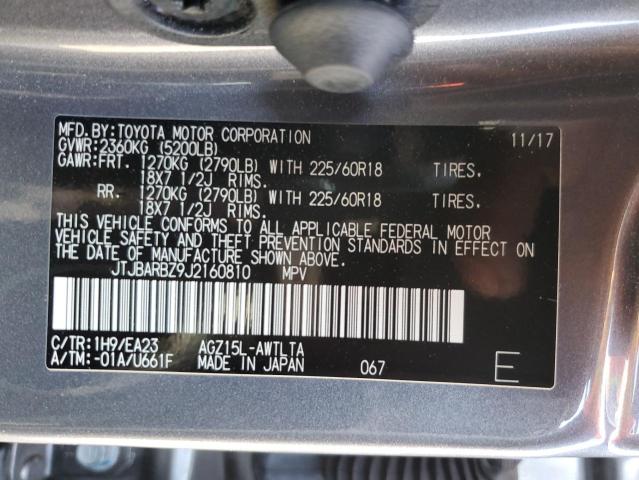 MFD.BY:TOYOTA MOTOR CORPORATION 11/17
GVWR:2360KG (5200LB)
GAWR:FRT. 1270KG (2790LB) WITH 225/60R18 TIRES.
18X7 1/2J RIMS.
RR. 1270KG (2790LB) WITH 225/60R18 TIRES.
18X7 1/2J RIMS.
THIS VEHICLE CONFORMS TO ALL APPLICABLE FEDERAL MOTOR
VEHICLE SAFETY AND THEFT PREVENTION STANDARDS IN EFFECT ON
THE DATE OF MANUFACTURE SHOWN ABOVE.
JTJBARBZ9J2160810 MPV
C/TR:1H9/EA23 AGZ15L-AWTLTA
A/TM:-01A/U661F MADE IN JAPAN 067 E